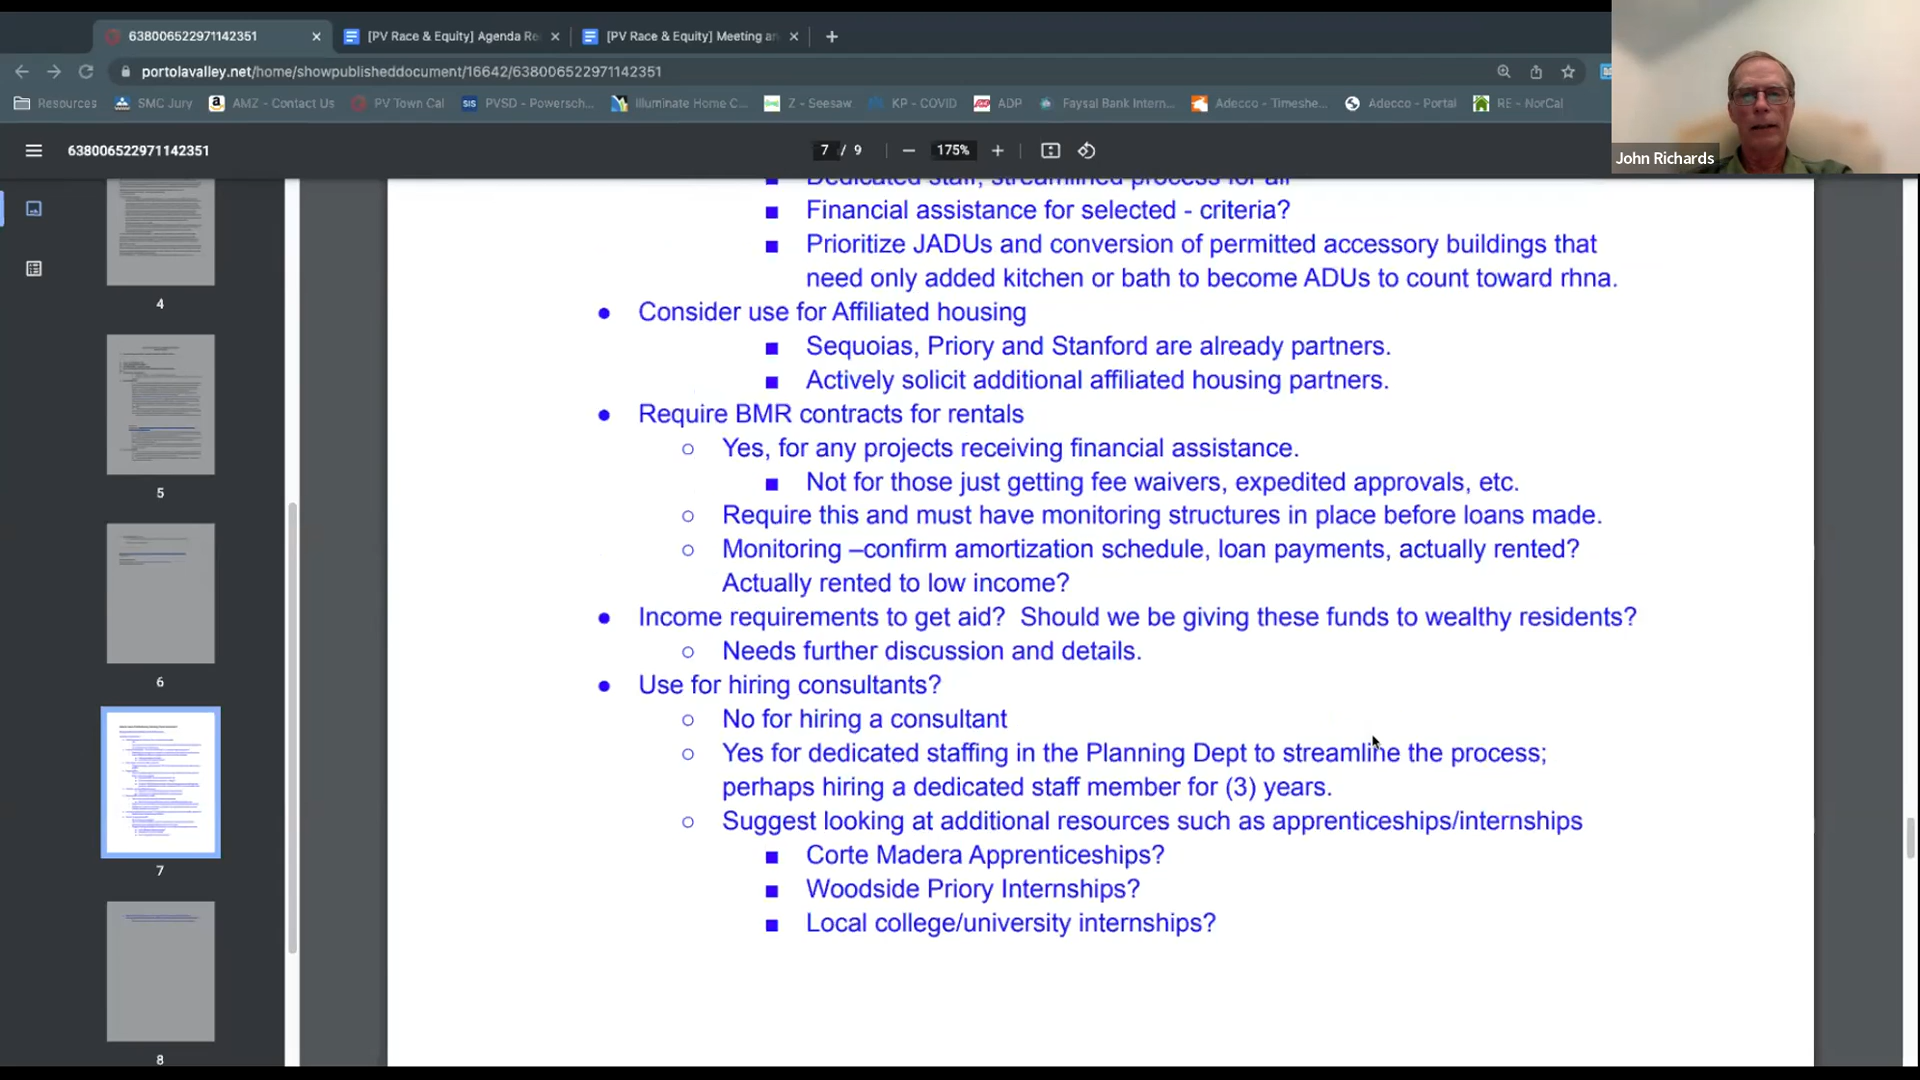 638006522971142351
[PV Race & Equity] Agenda Re
[PV Race & Equity] Meeting an
portolavalley.net/home/showpublisheddocument/16642/638006522971142351
Resources
SMC Jury
AMZ - Contact Us
PV Town Cal
SIS
PVSD - Powersch...
Illuminate Home C...
Z - Seesaw
KP - COVID
ADP
Faysal Bank Intern...
Adecco - Timeshe...
Adecco - Portal
RE - NorCal
638006522971142351
7 / 9
175%
John Richards
4
5
6
7
8
Dedicated staff, streamlined process for all
Financial assistance for selected - criteria?
Prioritize JADUs and conversion of permitted accessory buildings that
need only added kitchen or bath to become ADUs to count toward rhna.
Consider use for Affiliated housing
Sequoias, Priory and Stanford are already partners.
Actively solicit additional affiliated housing partners.
Require BMR contracts for rentals
Yes, for any projects receiving financial assistance.
Not for those just getting fee waivers, expedited approvals, etc.
Require this and must have monitoring structures in place before loans made.
Monitoring –confirm amortization schedule, loan payments, actually rented?
Actually rented to low income?
Income requirements to get aid?  Should we be giving these funds to wealthy residents?
Needs further discussion and details.
Use for hiring consultants?
No for hiring a consultant
Yes for dedicated staffing in the Planning Dept to streamline the process;
perhaps hiring a dedicated staff member for (3) years.
Suggest looking at additional resources such as apprenticeships/internships
Corte Madera Apprenticeships?
Woodside Priory Internships?
Local college/university internships?